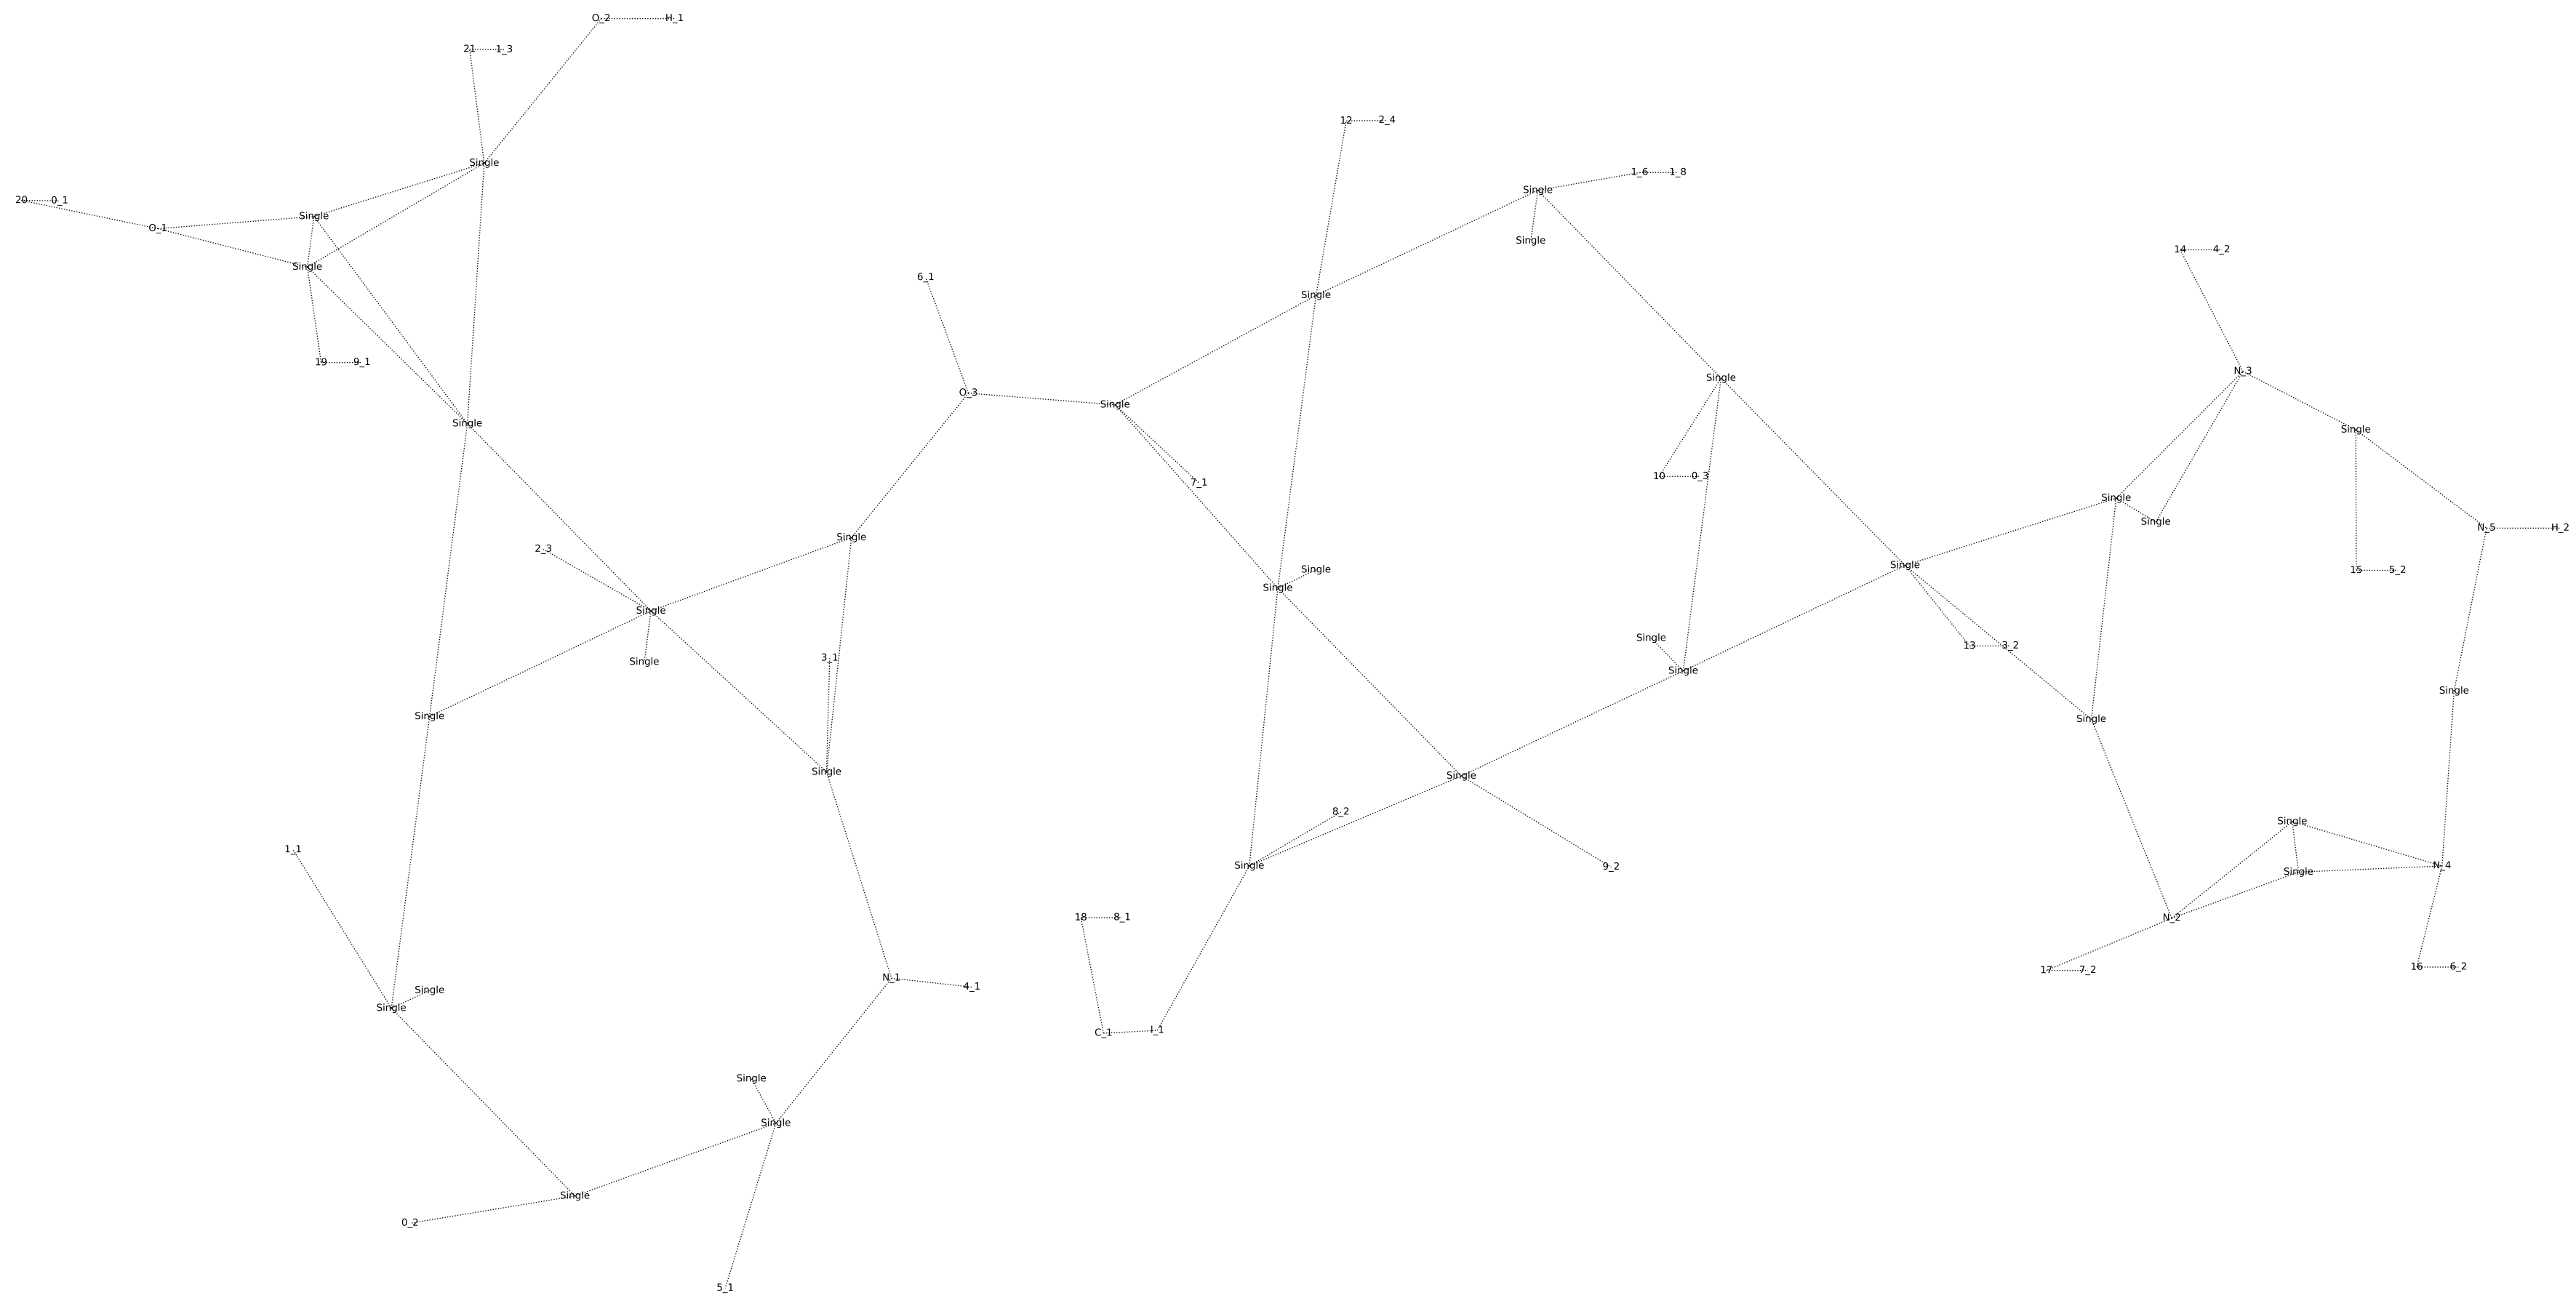 O_2 H_1
21 1_3
12 2_4
Single
1_6 1_8
Single
20 0_1
Single
O_1
Single
14 4_2
Single
6_1
Single
19 9_1
N_3
Single
O_3
Single
Single
Single
10 0_3
7_1
Single
Single
N_5 H_2
Single
2_3
Single
Single
15 5_2
Single
Single
Single
13 3_2
3_1
Single
Single
Single
Single
Single
Single
Single
8_2
Single
1_1
Single
N_4
9_2
Single
18 8_1
N_2
16 6_2
17 7_2
N_1
4_1
Single
Single
I_1
C_1
Single
Single
Single
0_2
5_1